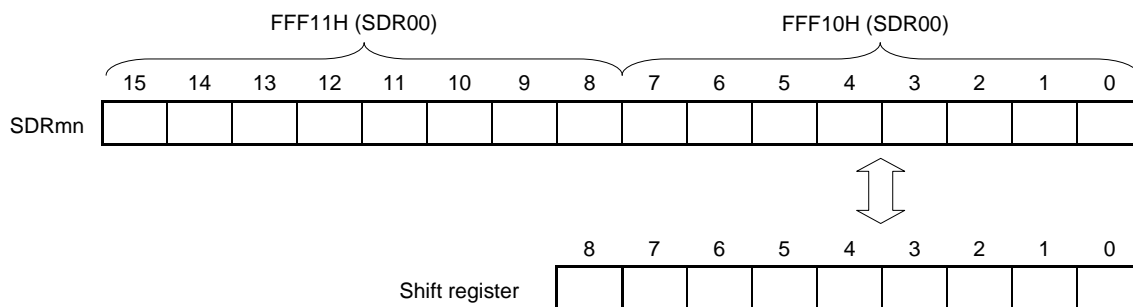 FFF11H (SDR00) FFF10H (SDR00)
15 14 13 12 11 10 9 8 7 6 5 4 3 2 1 0
SDRmn
8 7 6 5 4 3 2 1 0
Shift register